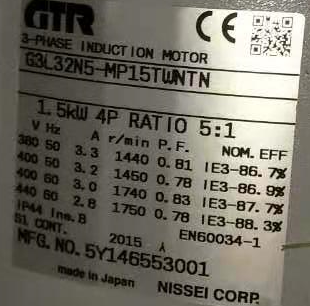 GTR CE
3-PHASE INDUCTION MOTOR
G3L32N5-MP15TWNTN
1.5kW 4P RATIO 5:1
V Hz A r/min P.F. NOM.EFF
380 50 3.3 1440 0.81 IE3-86.7%
400 50 3.2 1450 0.78 IE3-86.9%
400 60 3.0 1740 0.83 IE3-87.7%
440 60 2.8 1750 0.78 IE3-88.3%
IP44 Ins.B EN60034-1
S1 CONT. 2015 A
MFG.NO.5Y146553001
made in Japan NISSEI CORP.